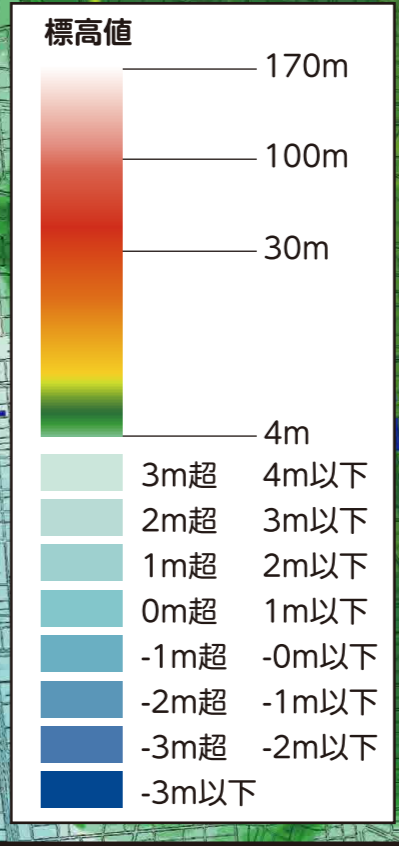 標高値
170m
100m
30m
4m
3m超 4m以下
2m超 3m以下
1m超 2m以下
0m超 1m以下
-1m超 -0m以下
-2m超 -1m以下
-3m超 -2m以下
-3m以下